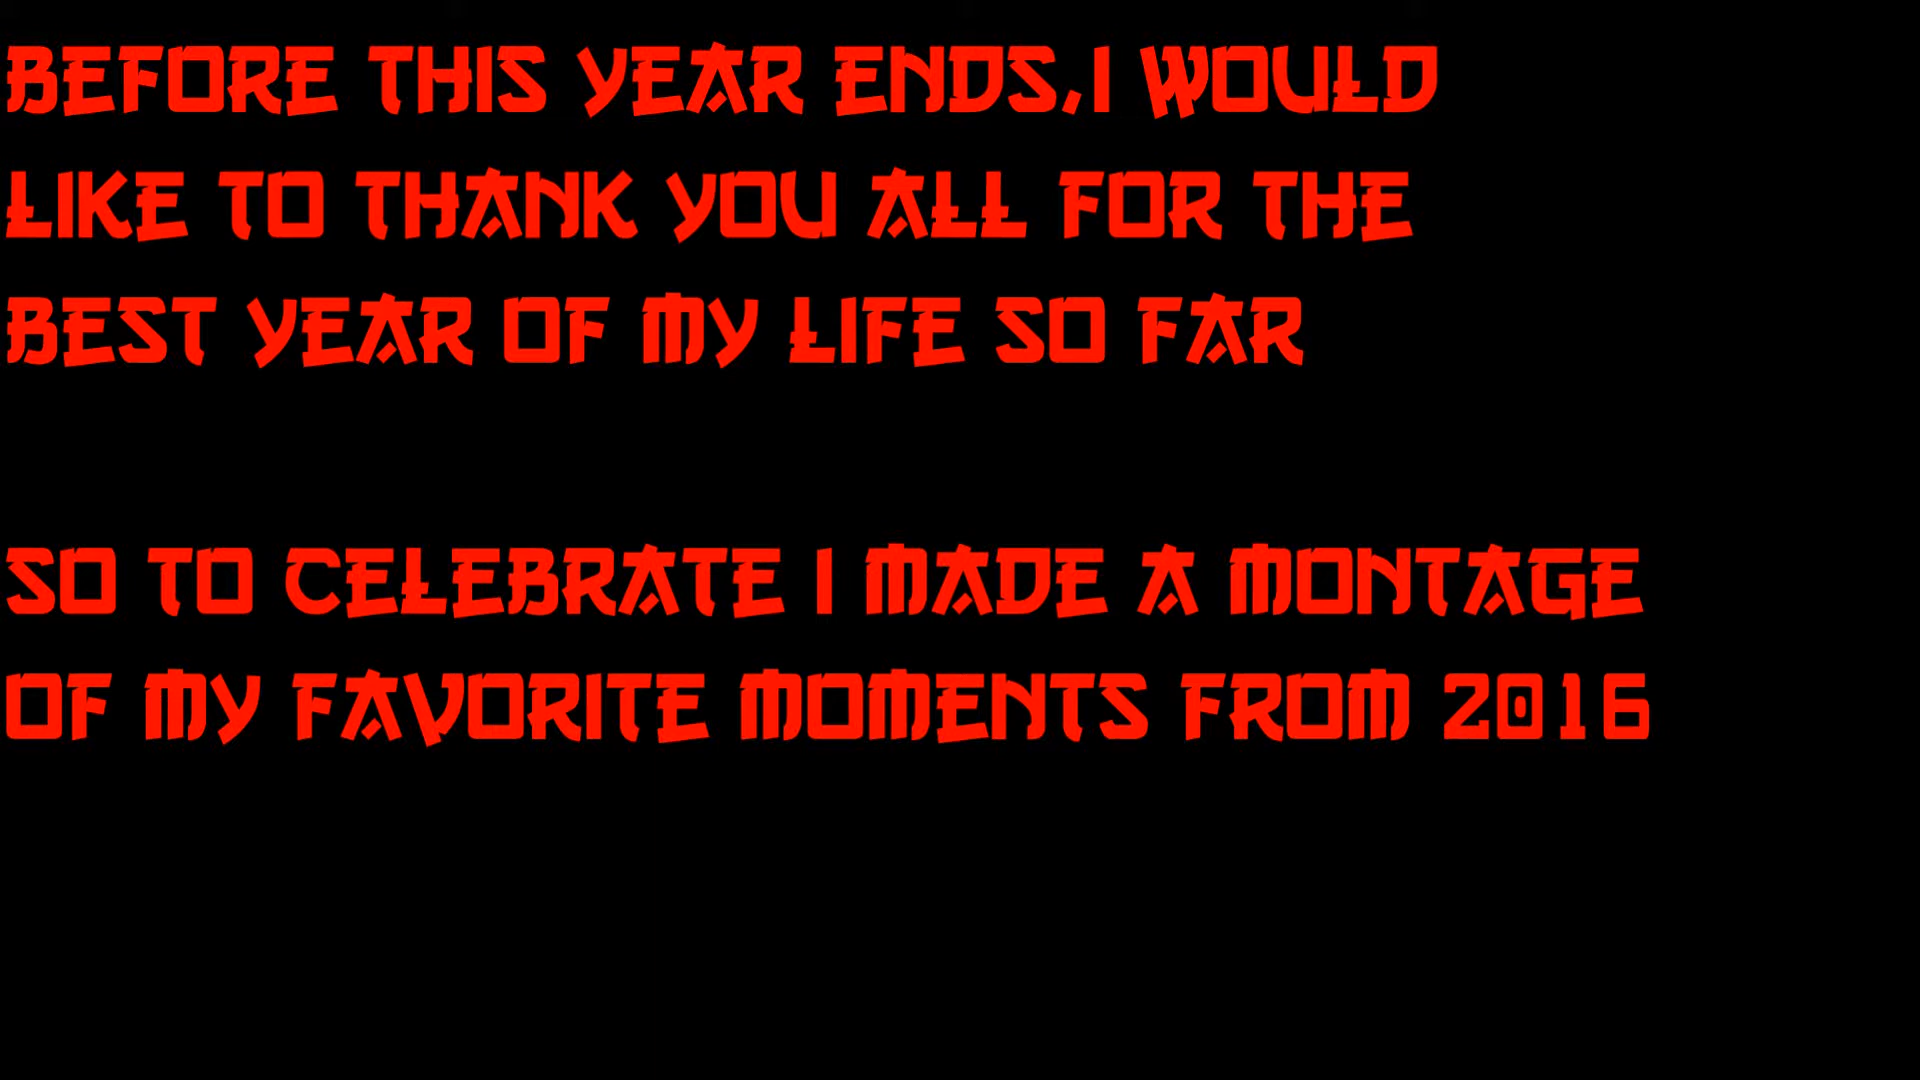 BEFORE THIS YEAR ENDS,I WOULD
LIKE TO THANK YOU ALL FOR THE
BEST YEAR OF MY LIFE SO FAR
SO TO CELEBRATE I MADE A MONTAGE
OF MY FAVORITE MOMENTS FROM 2016